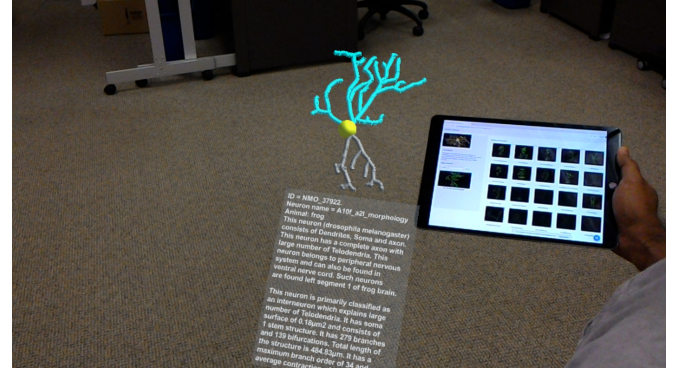 ID = NMO_37922.
Neuron name = A10f_a2l_morphology
Animal: frog
This neuron (drosophila melanogaster)
consists of Dendrites, Soma and axon.
This neuron has a complete axon with
large number of Telodendria. This
neuron belongs to peripheral nervous
system and can also be found in
ventral nerve cord. Such neurons
are found left segment 1 of frog brain.
This neuron is primarily classified as
an interneuron which explains large
number of Telodendria. It has soma
surface of 0.18μm2 and consists of
1 stem structure. It has 279 branches
and 139 bifurcations. Total length of
the structure is 484.83μm. It has a
maximum branch order of 34 and
average contraction